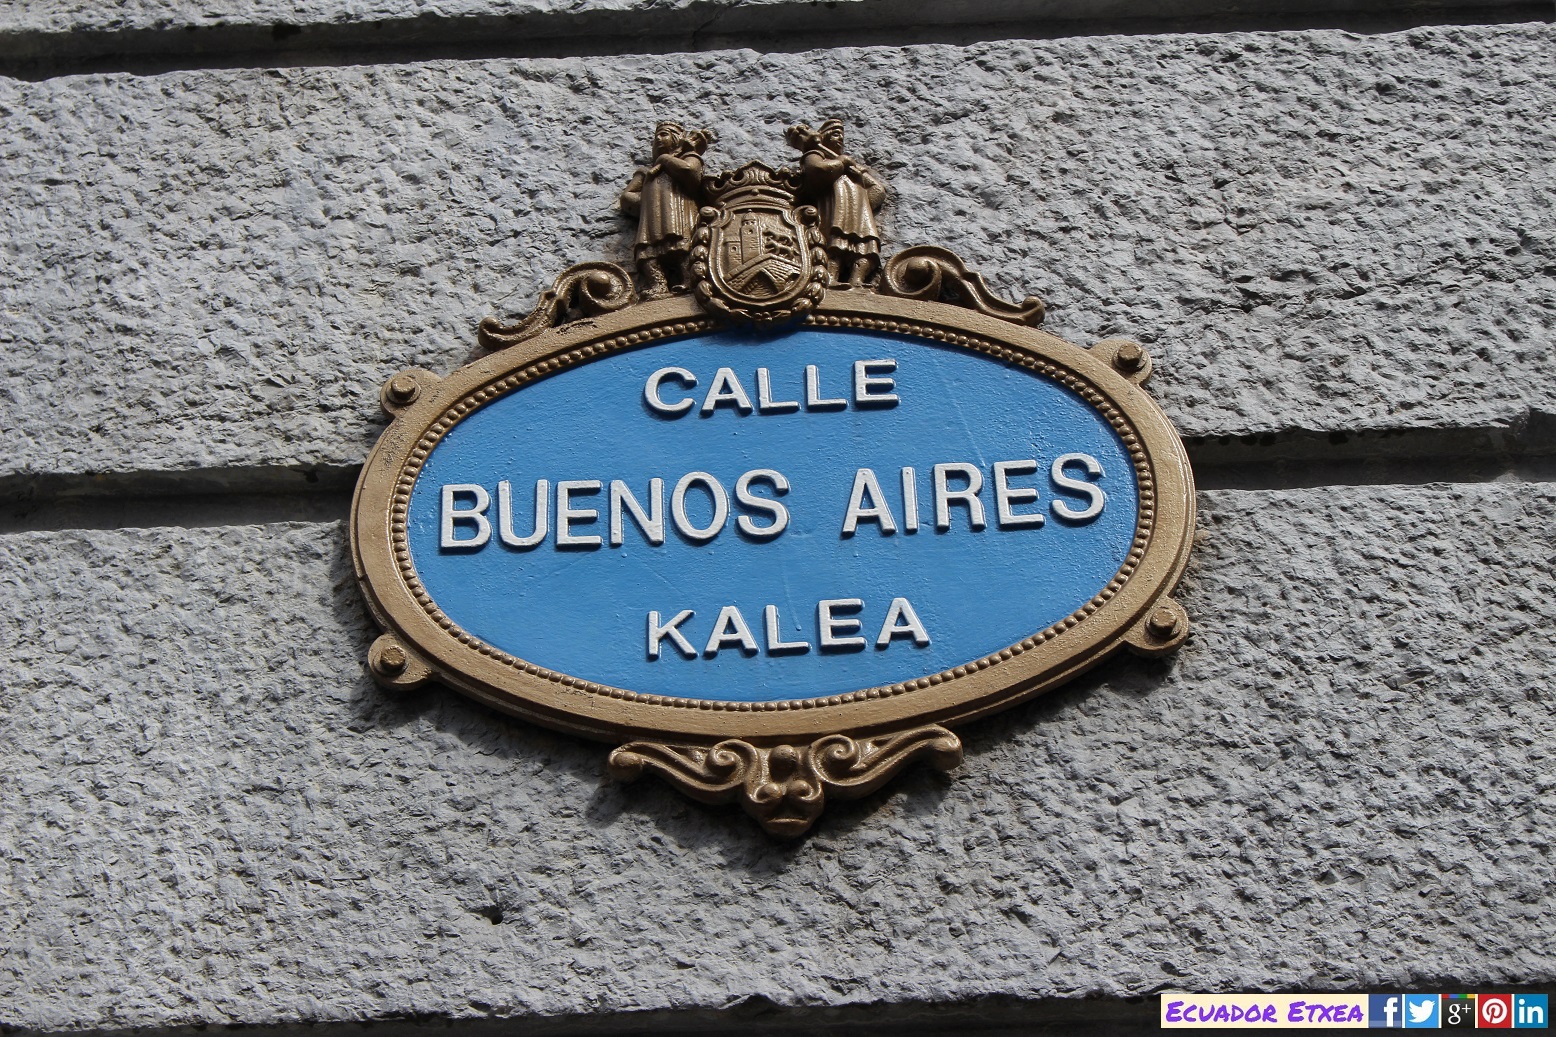 CALLE
BUENOS AIRES
KALEA
Ecuador Etxea